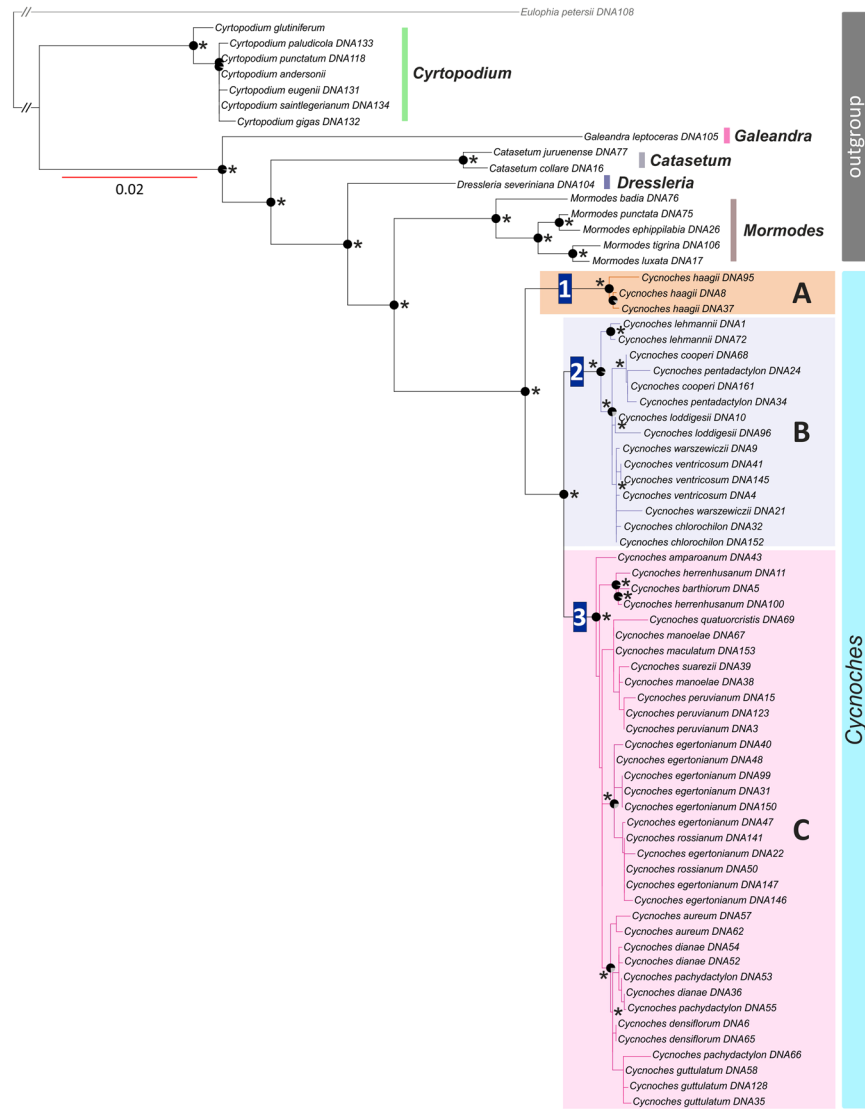 Eulophia petersii DNA108
Cyrtopodium glutiniferum
Cyrtopodium paludicola DNA133
Cyrtopodium punctatum DNA118
Cyrtopodium andersonii
Cyrtopodium eugenii DNA131
Cyrtopodium saintlegerianum DNA134
Cyrtopodium gigas DNA132
Cyrtopodium
Galeandra leptoceras DNA105
Galeandra
Catasetum juruenense DNA77
Catasetum collare DNA16
Catasetum
Dressleria severiniana DNA104
Dressleria
Mormodes badia DNA76
Mormodes punctata DNA75
Mormodes ephippilabia DNA26
Mormodes tigrina DNA106
Mormodes luxata DNA17
Mormodes
outgroup
0.02
1
Cycnoches haagii DNA95
Cycnoches haagii DNA8
Cycnoches haagii DNA37
A
2
Cycnoches lehmannii DNA1
Cycnoches lehmannii DNA72
Cycnoches cooperi DNA68
Cycnoches pentadactylon DNA24
Cycnoches cooperi DNA161
Cycnoches pentadactylon DNA34
Cycnoches loddigesii DNA10
Cycnoches loddigesii DNA96
Cycnoches warszewiczii DNA9
Cycnoches ventricosum DNA41
Cycnoches ventricosum DNA145
Cycnoches ventricosum DNA4
Cycnoches warszewiczii DNA21
Cycnoches chlorochilon DNA32
Cycnoches chlorochilon DNA152
B
3
Cycnoches amparoanum DNA43
Cycnoches herrenhusanum DNA11
Cycnoches barthiorum DNA5
Cycnoches herrenhusanum DNA100
Cycnoches quatuorcristis DNA69
Cycnoches manoelae DNA67
Cycnoches maculatum DNA153
Cycnoches suarezii DNA39
Cycnoches manoelae DNA38
Cycnoches peruvianum DNA15
Cycnoches peruvianum DNA123
Cycnoches peruvianum DNA3
Cycnoches egertonianum DNA40
Cycnoches egertonianum DNA48
Cycnoches egertonianum DNA99
Cycnoches egertonianum DNA31
Cycnoches egertonianum DNA150
Cycnoches egertonianum DNA47
Cycnoches rossianum DNA141
Cycnoches egertonianum DNA22
Cycnoches rossianum DNA50
Cycnoches egertonianum DNA147
Cycnoches egertonianum DNA146
Cycnoches aureum DNA57
Cycnoches aureum DNA62
Cycnoches dianae DNA54
Cycnoches dianae DNA52
Cycnoches pachydactylon DNA53
Cycnoches dianae DNA36
Cycnoches pachydactylon DNA55
Cycnoches densiflorum DNA6
Cycnoches densiflorum DNA65
Cycnoches pachydactylon DNA66
Cycnoches guttulatum DNA58
Cycnoches guttulatum DNA128
Cycnoches guttulatum DNA35
C
Cycnoches